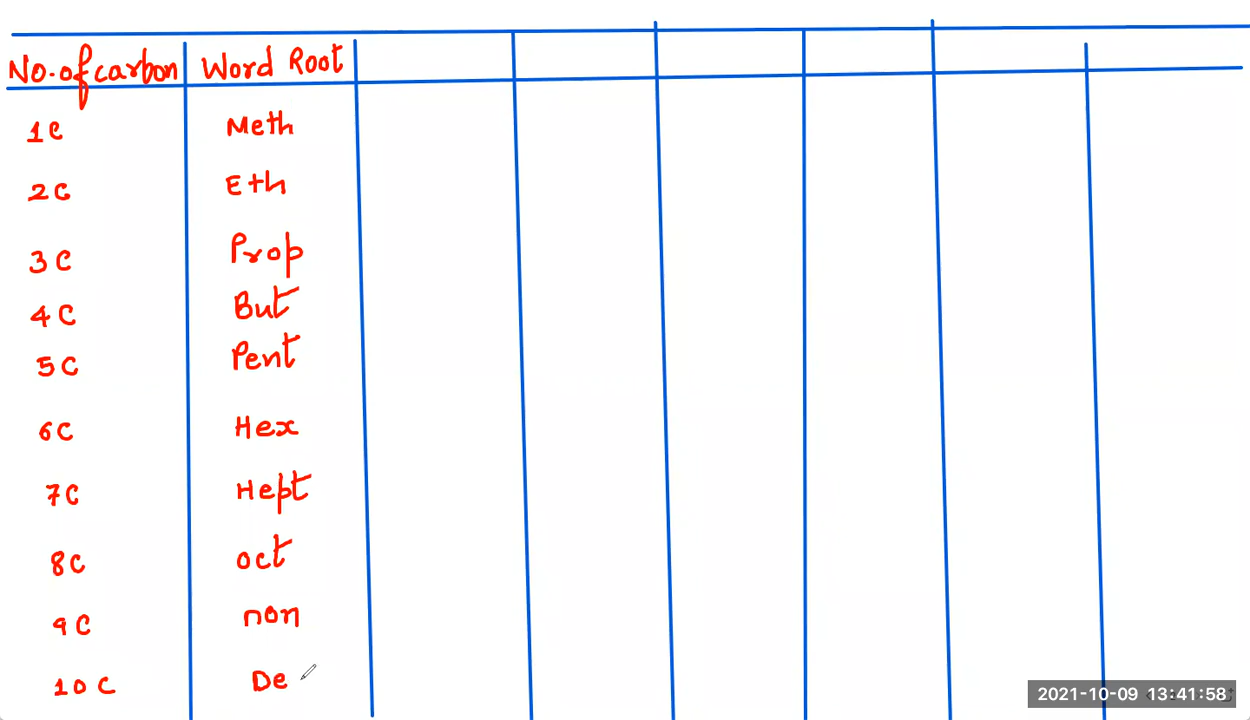 No. of carbon Word Root
1C Meth
2C Eth
3C Prop
4C But
5C Pent
6C Hex
7C Hept
8C oct
9C non
10C De
2021-10-09 13:41:58